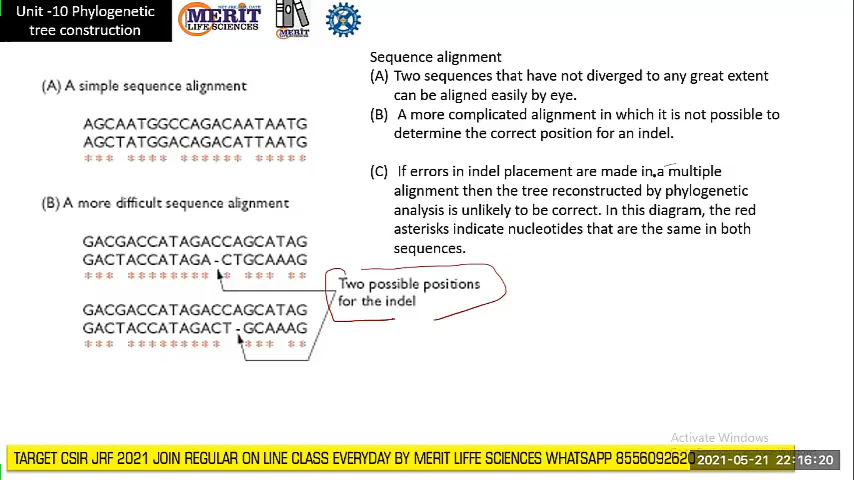 Unit -10 Phylogenetic
tree construction
MERIT
LIFE SCIENCES
MERIT
(A) A simple sequence alignment
AGCAATGGCCAGACAATAATG
AGCTATGGACAGACATTAATG
*** **** ****** *****
(B) A more difficult sequence alignment
GACGACCATAGACCAGCATAG
GACTACCATAGA-CTGCAAAG
*** ******** * *** **
GACGACCATAGACCAGCATAG
GACTACCATAGACT-GCAAAG
*** ********* *** **
Two possible positions
for the indel
Sequence alignment
(A) Two sequences that have not diverged to any great extent
can be aligned easily by eye.
(B) A more complicated alignment in which it is not possible to
determine the correct position for an indel.
(C) If errors in indel placement are made in a multiple
alignment then the tree reconstructed by phylogenetic
analysis is unlikely to be correct. In this diagram, the red
asterisks indicate nucleotides that are the same in both
sequences.
Activate Windows
TARGET CSIR JRF 2021 JOIN REGULAR ON LINE CLASS EVERYDAY BY MERIT LIFFE SCIENCES WHATSAPP 8556092620
2021-05-21 22:16:20